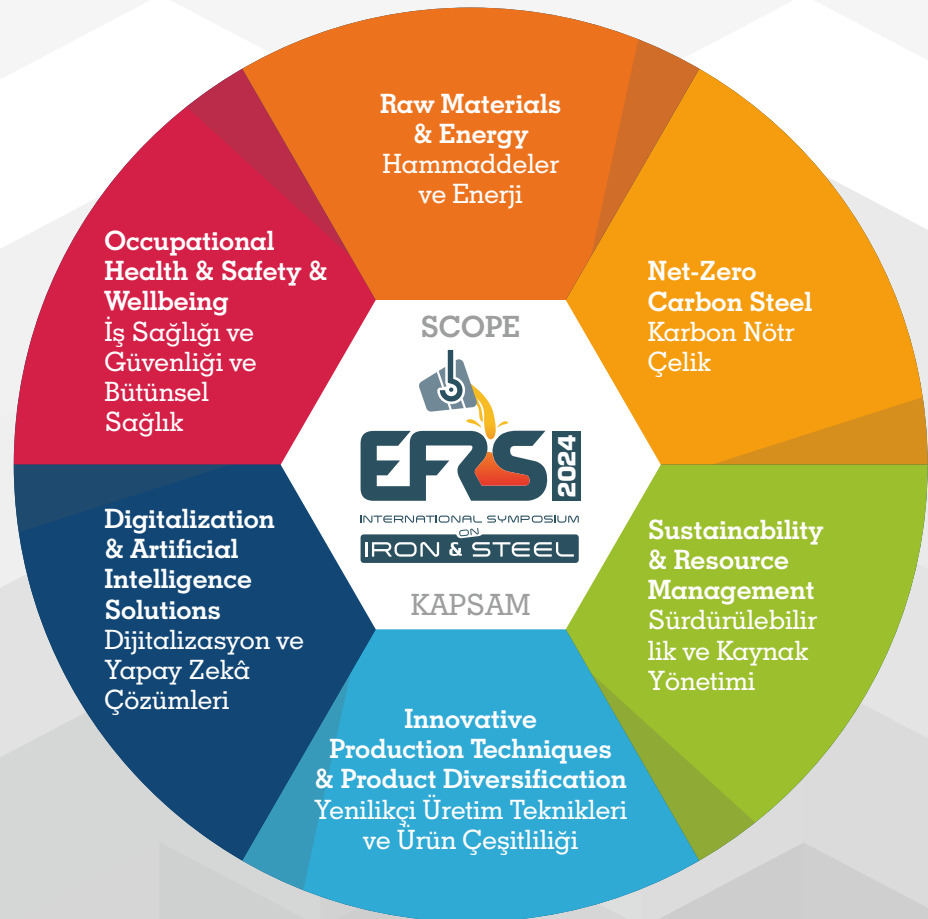 Raw Materials
& Energy
Hammaddeler
ve Enerji
Net-Zero
Carbon Steel
Karbon Nötr
Çelik
Sustainability
& Resource
Management
Sürdürülebilir
lik ve Kaynak
Yönetimi
Innovative
Production Techniques
& Product Diversification
Yenilikçi Üretim Teknikleri
ve Ürün Çeşitliliği
Digitalization
& Artificial
Intelligence
Solutions
Dijitalizasyon ve
Yapay Zekâ
Çözümleri
Occupational
Health & Safety &
Wellbeing
İş Sağlığı ve
Güvenliği ve
Bütünsel
Sağlık
SCOPE
EFRS 2024
INTERNATIONAL SYMPOSIUM
ON
IRON & STEEL
KAPSAM